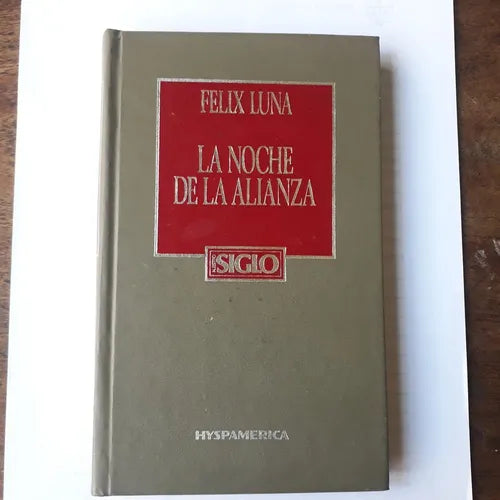 FELIX LUNA
LA NOCHE
DE LA ALIANZA
SIGLO
HYSPAMERICA